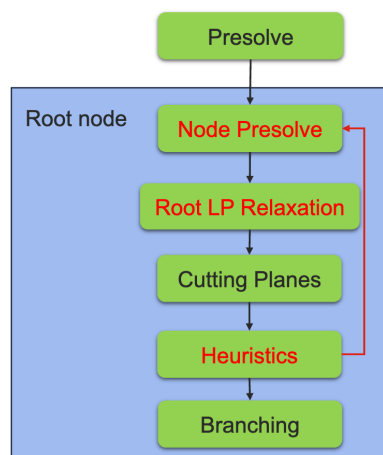 Presolve
Root node
Node Presolve
Root LP Relaxation
Cutting Planes
Heuristics
Branching